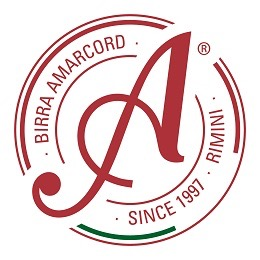 · BIRRA AMARCORD ·
A®
· SINCE 1997 · RIMINI ·